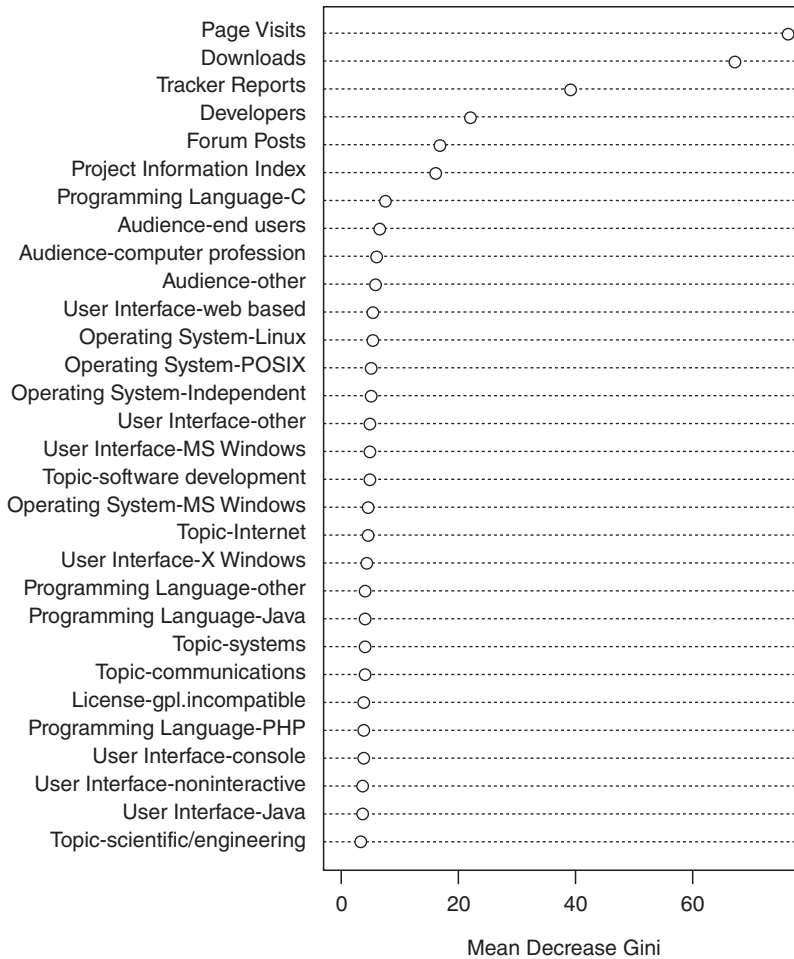 Page Visits
Downloads
Tracker Reports
Developers
Forum Posts
Project Information Index
Programming Language-C
Audience-end users
Audience-computer profession
Audience-other
User Interface-web based
Operating System-Linux
Operating System-POSIX
Operating System-Independent
User Interface-other
User Interface-MS Windows
Topic-software development
Operating System-MS Windows
Topic-Internet
User Interface-X Windows
Programming Language-other
Programming Language-Java
Topic-systems
Topic-communications
License-gpl.incompatible
Programming Language-PHP
User Interface-console
User Interface-noninteractive
User Interface-Java
Topic-scientific/engineering
0 20 40 60
Mean Decrease Gini